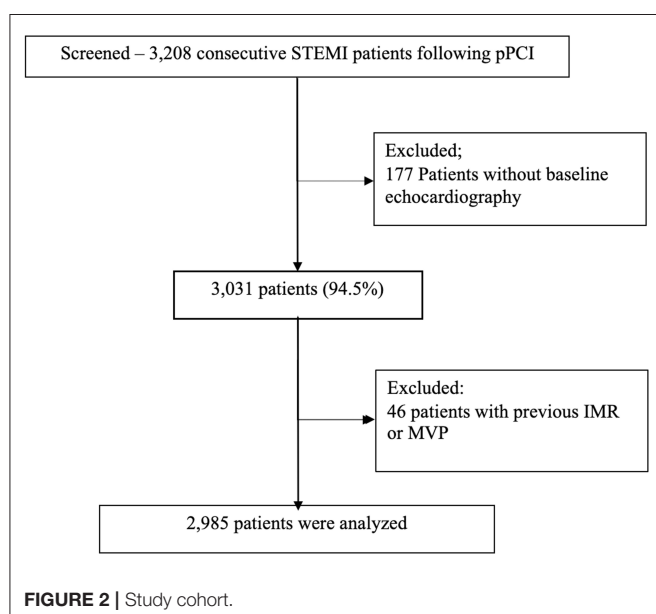 Screened – 3,208 consecutive STEMI patients following pPCI
Excluded;
177 Patients without baseline
echocardiography
3,031 patients (94.5%)
Excluded:
46 patients with previous IMR
or MVP
2,985 patients were analyzed
FIGURE 2 | Study cohort.